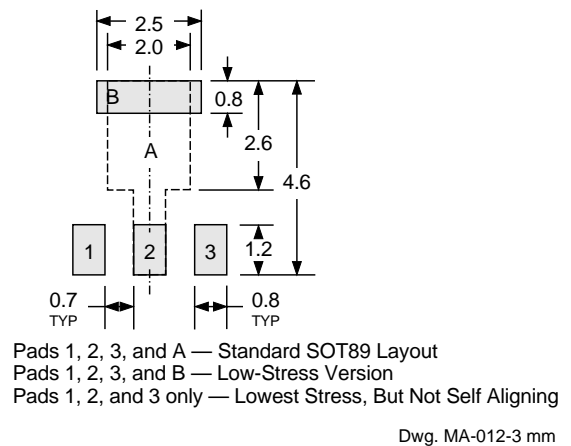 2.5
2.0
B
0.8
A
2.6
4.6
1 2 3 1.2
0.7 0.8
TYP TYP
Pads 1, 2, 3, and A — Standard SOT89 Layout
Pads 1, 2, 3, and B — Low-Stress Version
Pads 1, 2, and 3 only — Lowest Stress, But Not Self Aligning
Dwg. MA-012-3 mm